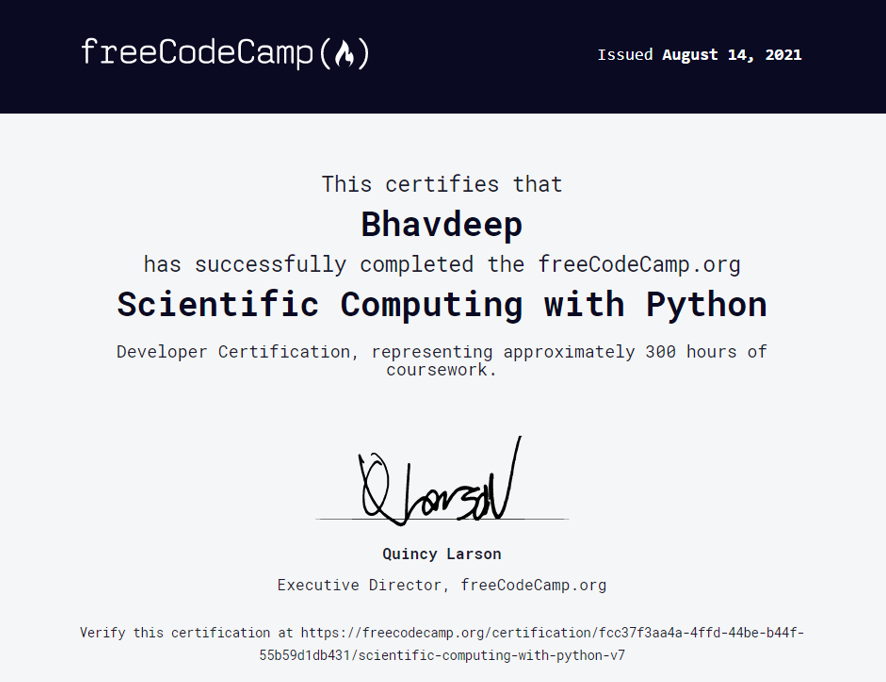 freeCodeCamp(🔥)
Issued August 14, 2021
This certifies that
Bhavdeep
has successfully completed the freeCodeCamp.org
Scientific Computing with Python
Developer Certification, representing approximately 300 hours of
coursework.
Q Larson
Quincy Larson
Executive Director, freeCodeCamp.org
Verify this certification at https://freecodecamp.org/certification/fcc37f3aa4a-4ffd-44be-b44f-
55b59d1db431/scientific-computing-with-python-v7